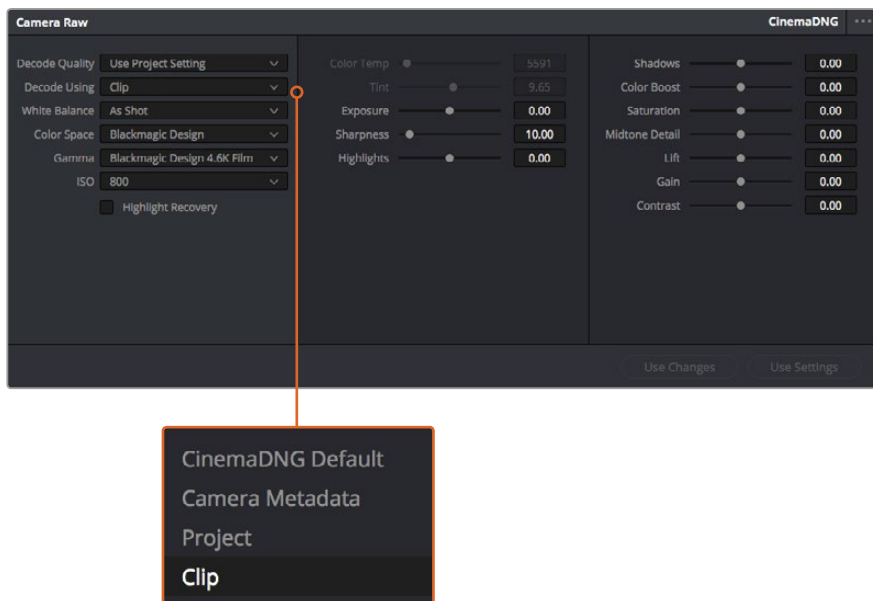 Camera Raw
CinemaDNG
Decode Quality Use Project Setting
Decode Using Clip
White Balance As Shot
Color Space Blackmagic Design
Gamma Blackmagic Design 4.6K Film
ISO 800
Highlight Recovery
Color Temp 5591
Tint 9.65
Exposure 0.00
Sharpness 10.00
Highlights 0.00
Shadows 0.00
Color Boost 0.00
Saturation 0.00
Midtone Detail 0.00
Lift 0.00
Gain 0.00
Contrast 0.00
Use Changes
Use Settings
CinemaDNG Default
Camera Metadata
Project
Clip